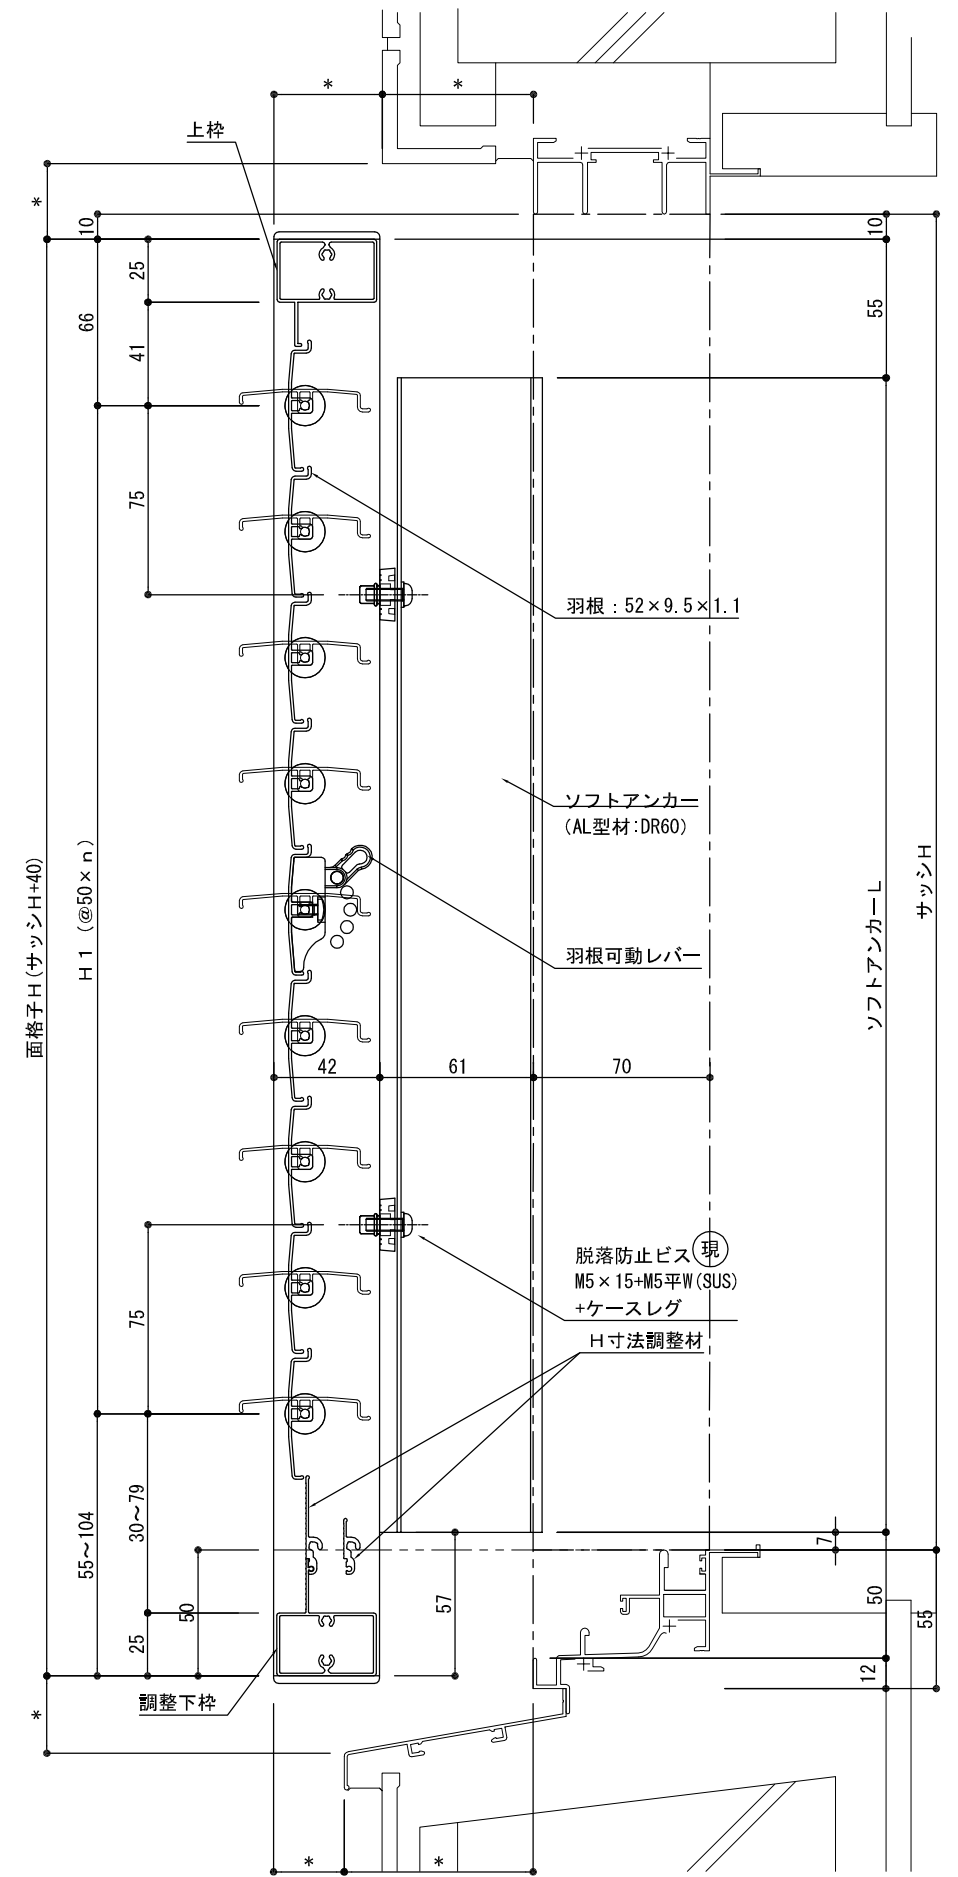 *
*
上枠
*
10
10
25
66
55
41
75
羽根：52×9.5×1.1
ソフトアンカー
(AL型材:DR60)
面格子H(サッシH+40)
H1 (@50×n)
サッシH
ソフトアンカーL
羽根可動レバー
42
61
70
脱落防止ビス 現
M5×15+M5平W(SUS)
+ケースレグ
75
H寸法調整材
30～79
55～104
7
50
57
50
55
25
12
調整下枠
*
*
*